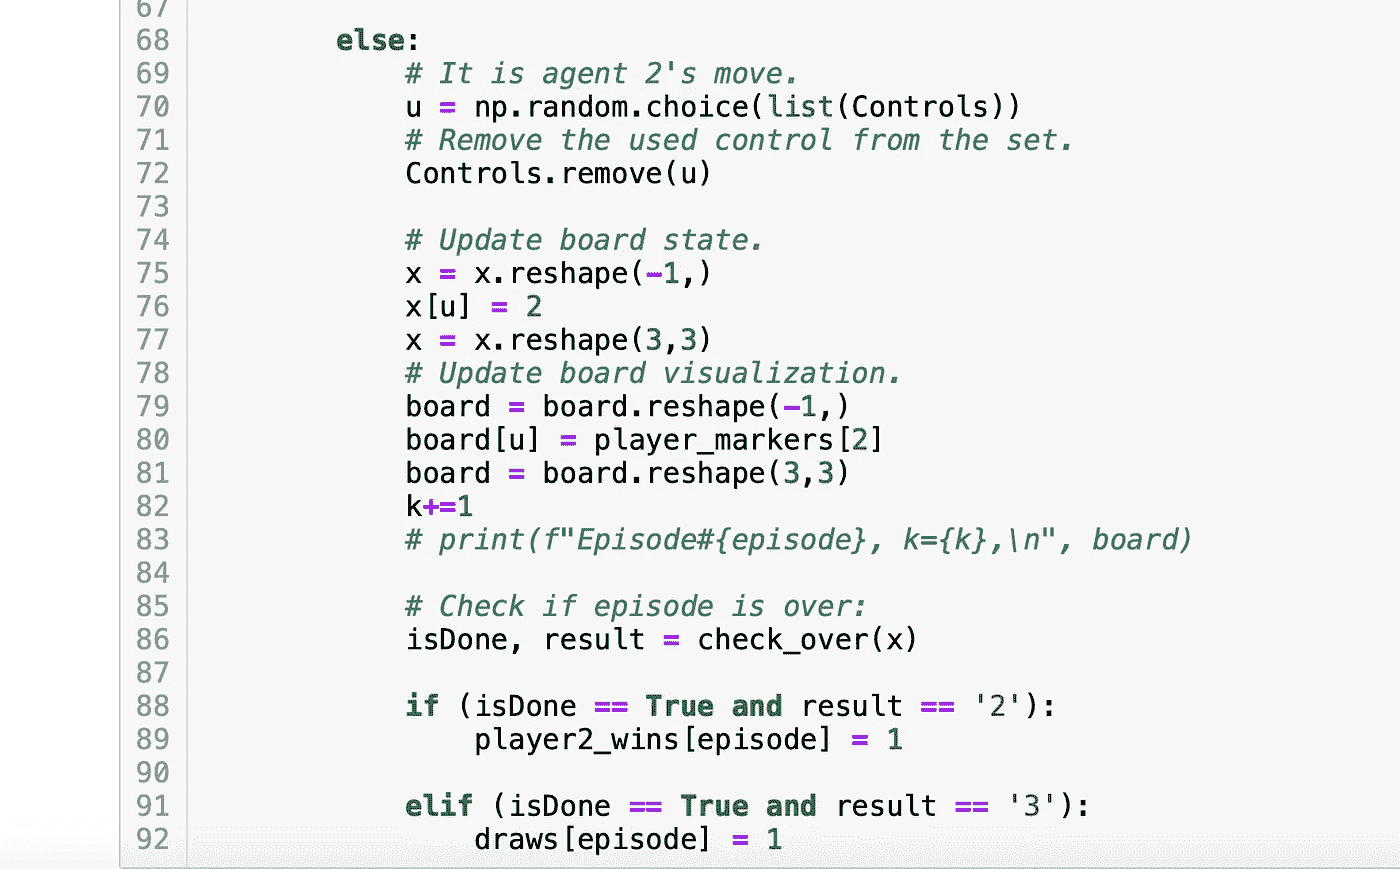 67
68 else:
69 # It is agent 2's move.
70 u = np.random.choice(list(Controls))
71 # Remove the used control from the set.
72 Controls.remove(u)
73
74 # Update board state.
75 x = x.reshape(-1,)
76 x[u] = 2
77 x = x.reshape(3,3)
78 # Update board visualization.
79 board = board.reshape(-1,)
80 board[u] = player_markers[2]
81 board = board.reshape(3,3)
82 k+=1
83 # print(f"Episode#{episode}, k={k},\n", board)
84
85 # Check if episode is over:
86 isDone, result = check_over(x)
87
88 if (isDone == True and result == '2'):
89 player2_wins[episode] = 1
90
91 elif (isDone == True and result == '3'):
92 draws[episode] = 1